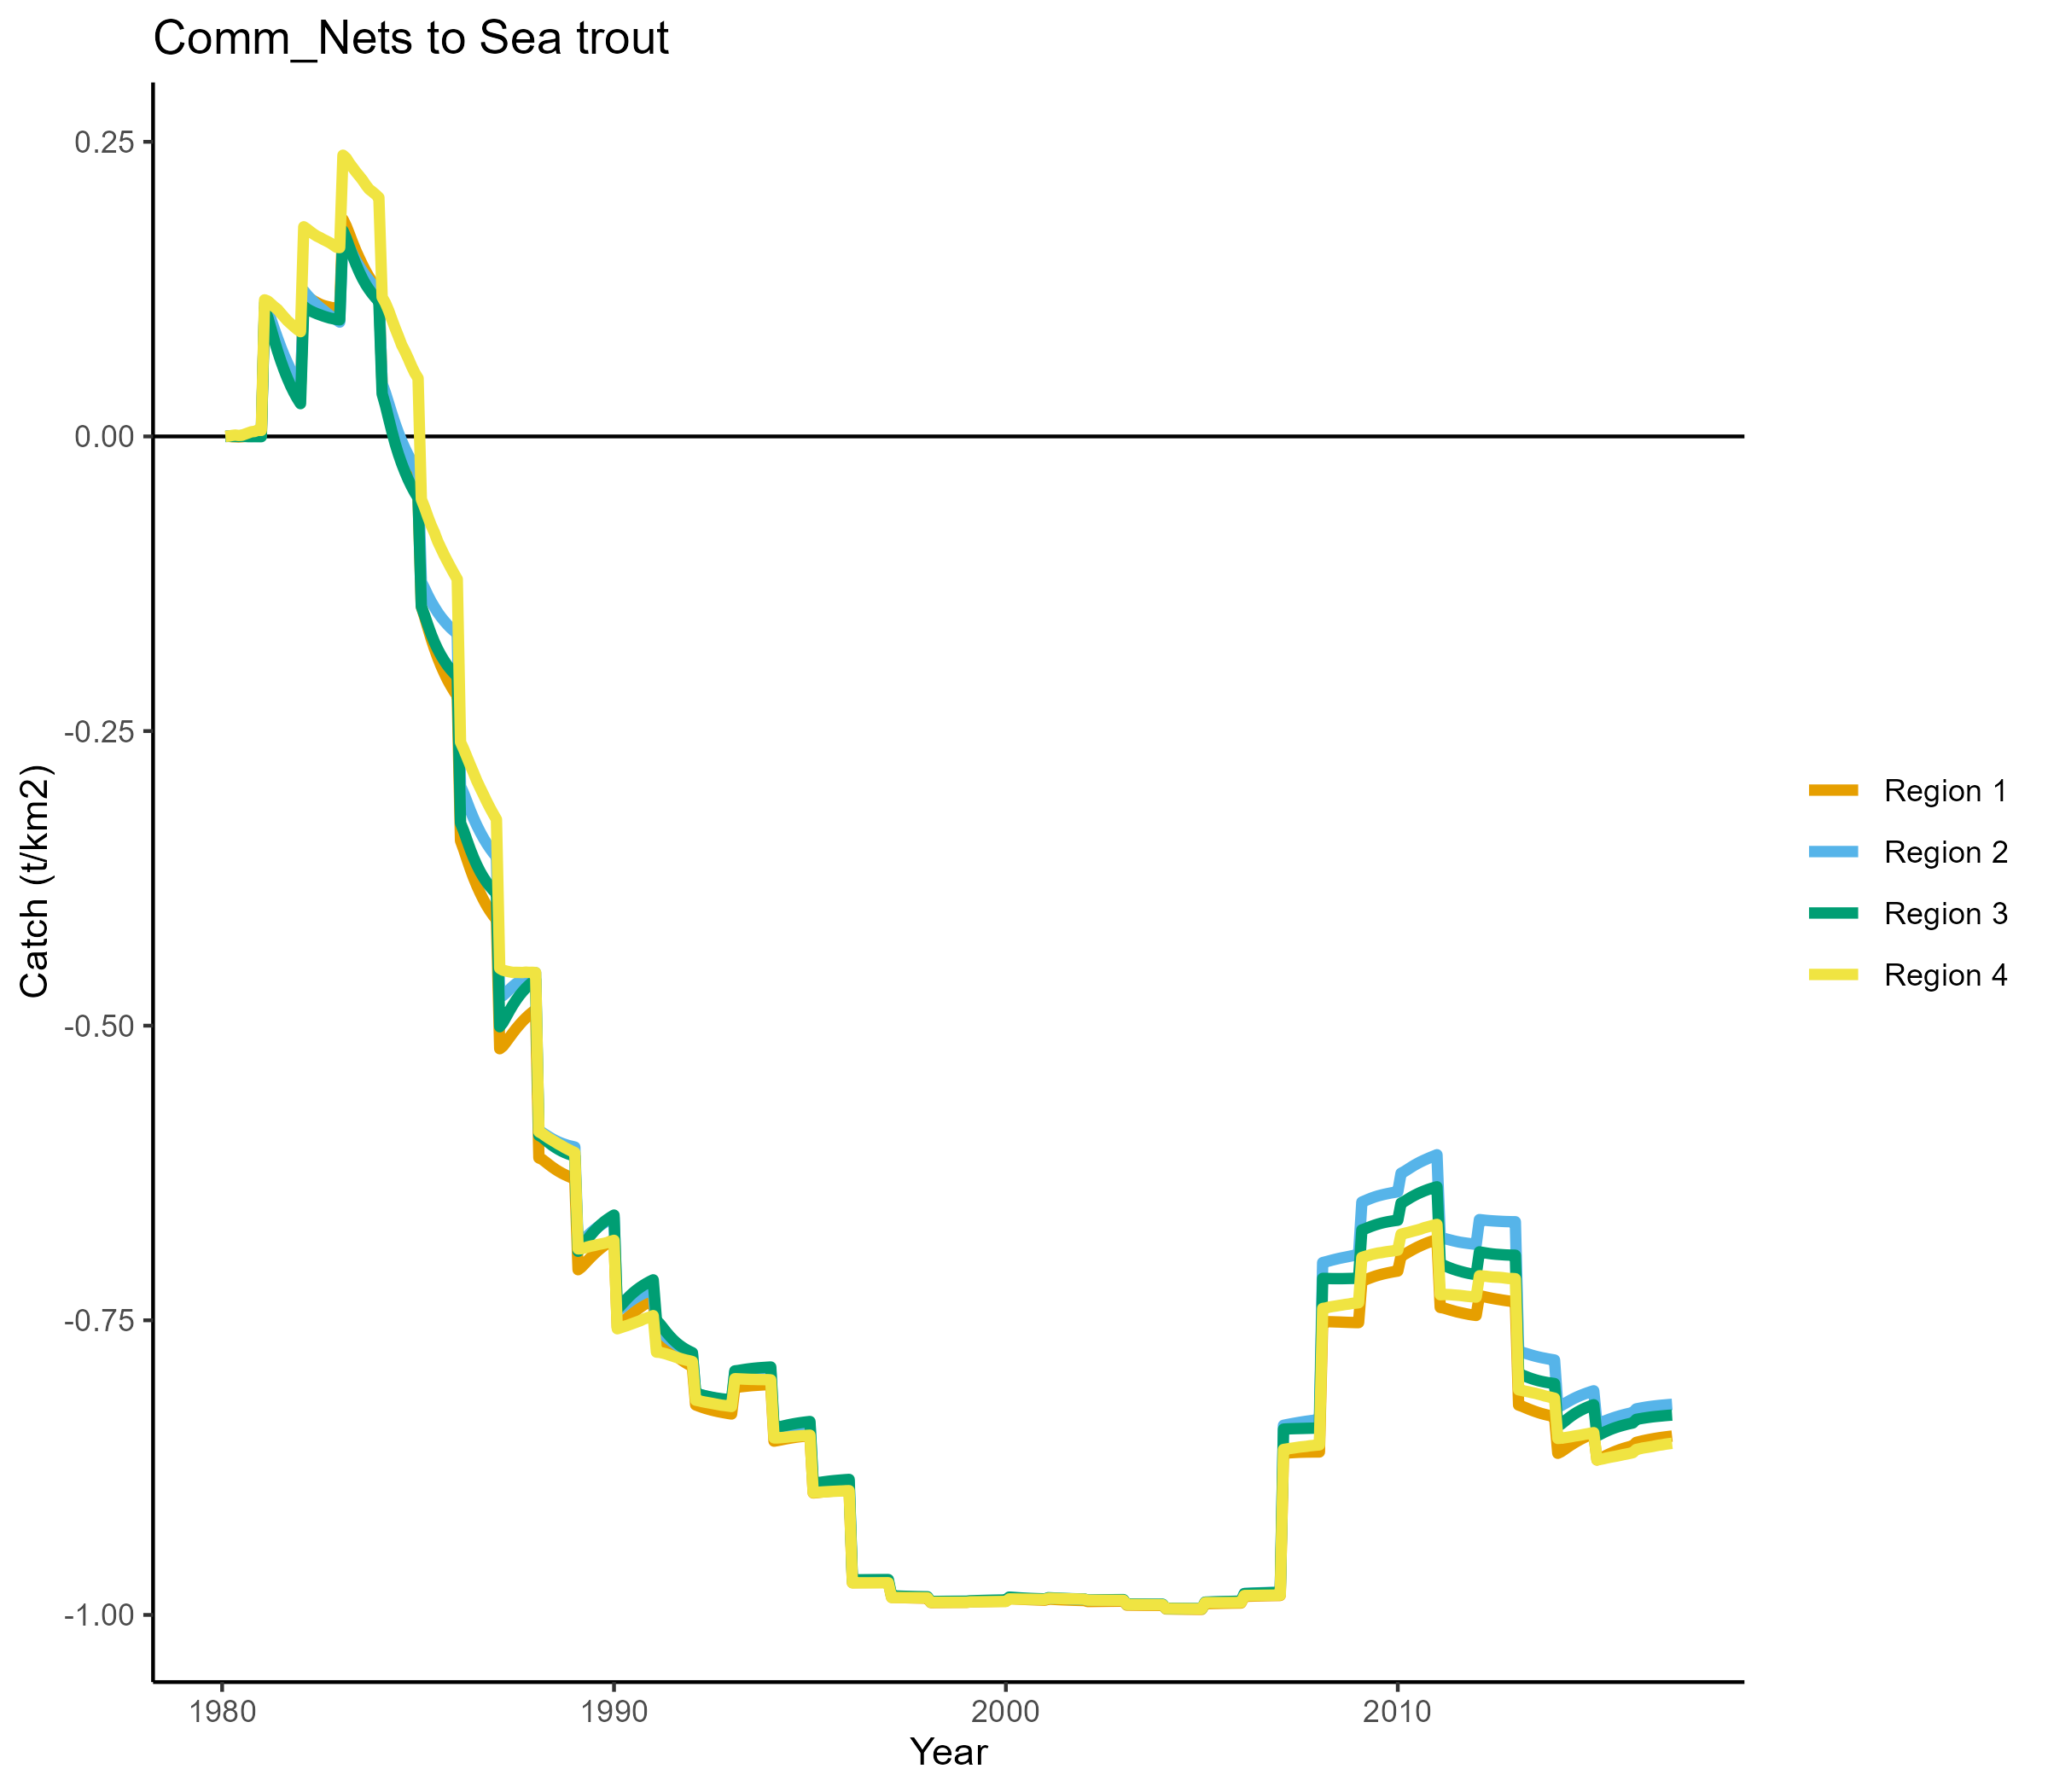 Comm_Nets to Sea trout
0.25
0.00
-0.25
-0.50
-0.75
-1.00
Catch (t/km2)
1980
1990
2000
2010
Year
Region 1
Region 2
Region 3
Region 4